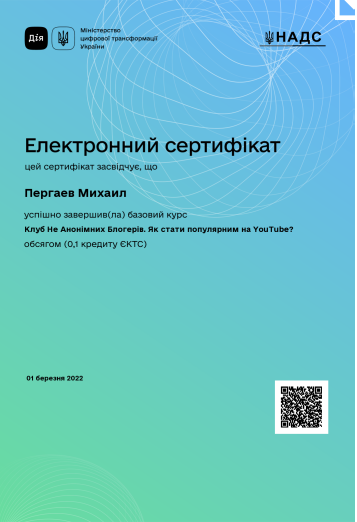 Дія
Міністерство
цифрової трансформації
України
НАДС
Електронний сертифікат
цей сертифікат засвідчує, що
Пергаев Михаил
успішно завершив(ла) базовий курс
Клуб Не Анонімних Блогерів. Як стати популярним на YouTube?
обсягом (0,1 кредиту ЄКТС)
01 березня 2022